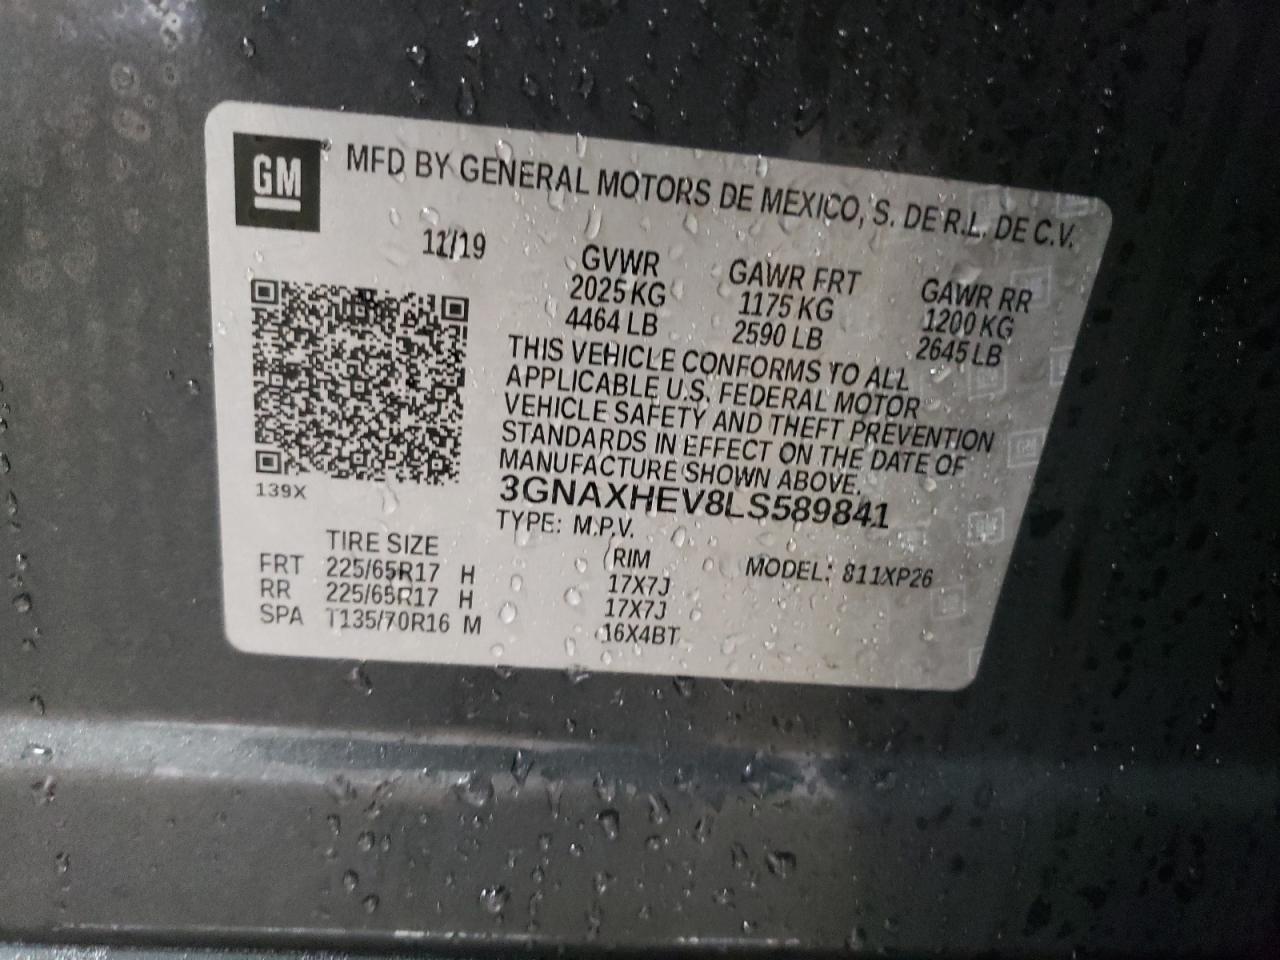 GM
MFD BY GENERAL MOTORS DE MEXICO, S. DE R.L. DE C.V.
11/19
GVWR GAWR FRT GAWR RR
2025 KG 1175 KG 1200 KG
4464 LB 2590 LB 2645 LB
THIS VEHICLE CONFORMS TO ALL
APPLICABLE U.S. FEDERAL MOTOR
VEHICLE SAFETY AND THEFT PREVENTION
STANDARDS IN EFFECT ON THE DATE OF
MANUFACTURE SHOWN ABOVE.
139X
3GNAXHEV8LS589841
TYPE: M.P.V.
TIRE SIZE RIM MODEL: 811XP26
FRT 225/65R17 H 17X7J
RR 225/65R17 H 17X7J
SPA T135/70R16 M 16X4BT